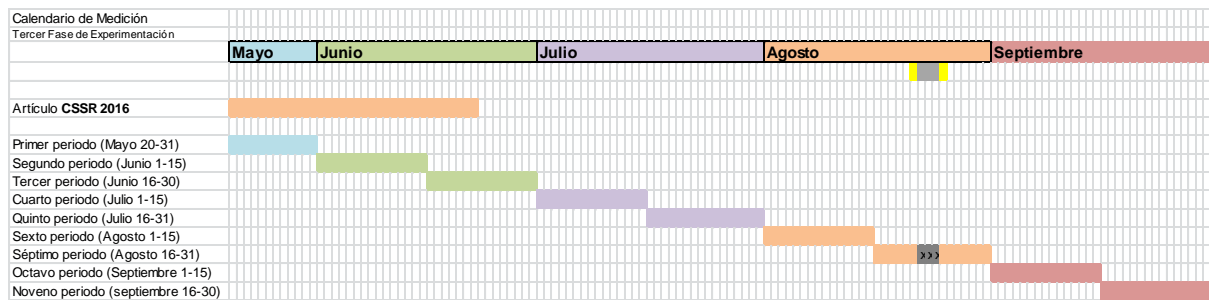 Calendario de Medición
Tercer Fase de Experimentación
Mayo Junio Julio Agosto Septiembre
Artículo CSSR 2016
Primer periodo (Mayo 20-31)
Segundo periodo (Junio 1-15)
Tercer periodo (Junio 16-30)
Cuarto periodo (Julio 1-15)
Quinto periodo (Julio 16-31)
Sexto periodo (Agosto 1-15)
Séptimo periodo (Agosto 16-31) xxx
Octavo periodo (Septiembre 1-15)
Noveno periodo (septiembre 16-30)